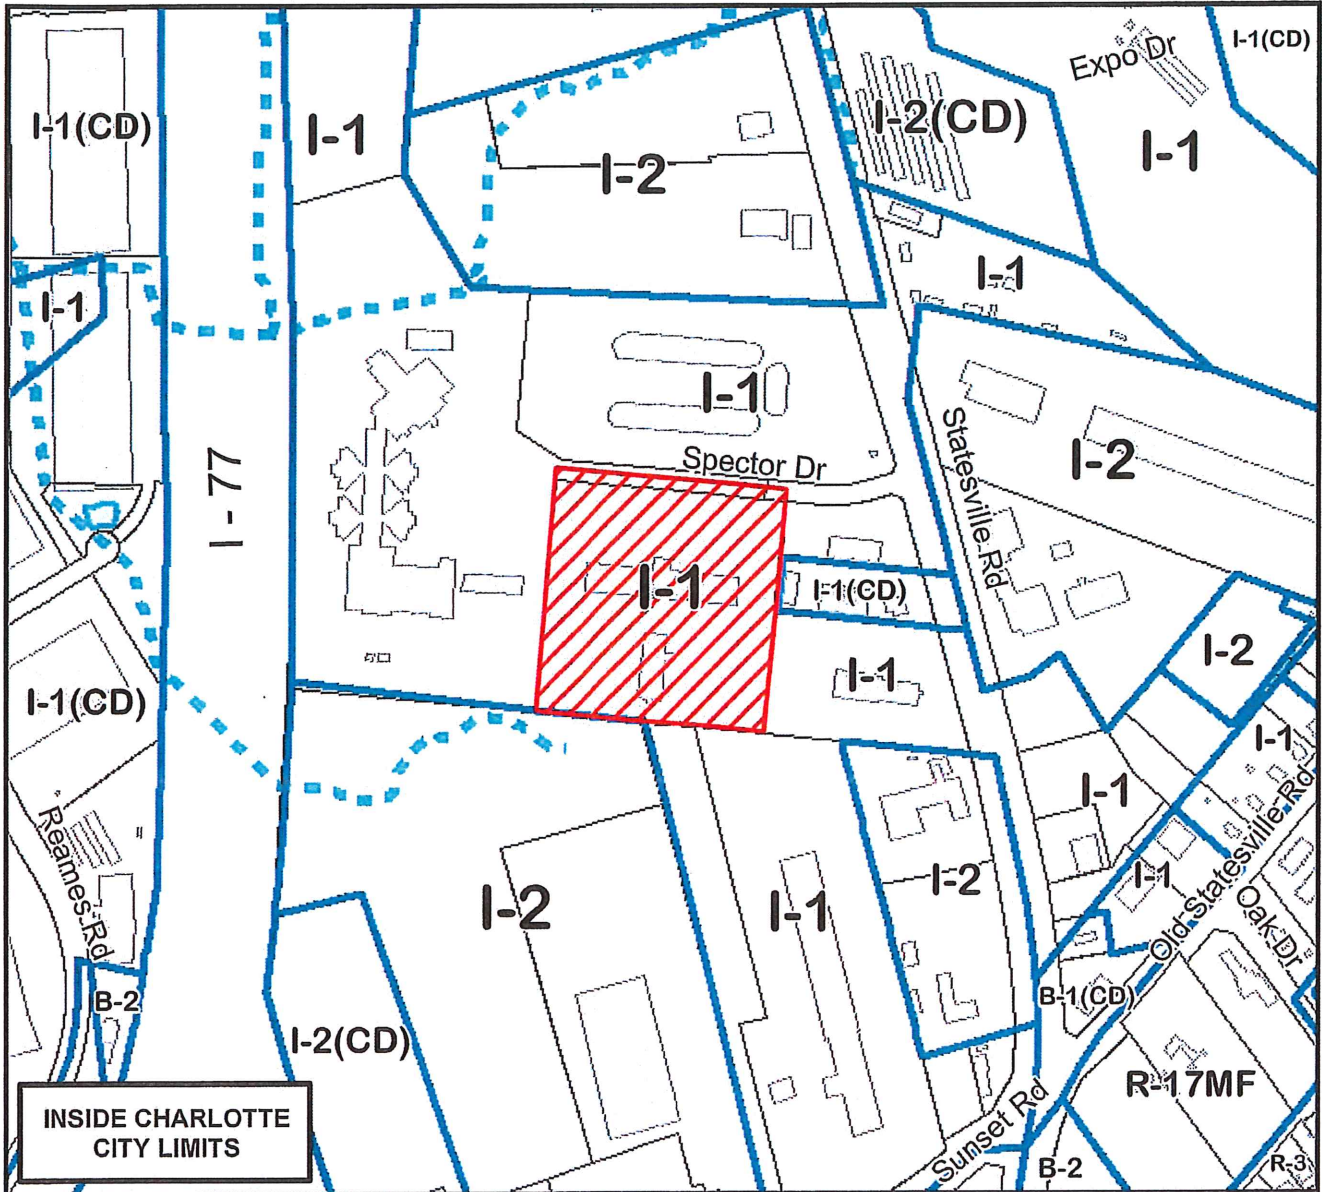 I-1(CD)
Expo Dr
I-1(CD)
I-1
I-2(CD)
I-1
I-2
I-1
I-1
I-1
Spector Dr
Statesville Rd
I-2
I - 77
I-1
I-1(CD)
I-2
I-1
I-1(CD)
I-1
I-1
Reames Rd
I-2
I-1
I-2
I-1
Old Statesville Rd
Oak Dr
B-2
B-1(CD)
I-2(CD)
R-17MF
Sunset Rd
B-2
R-3
INSIDE CHARLOTTE
CITY LIMITS